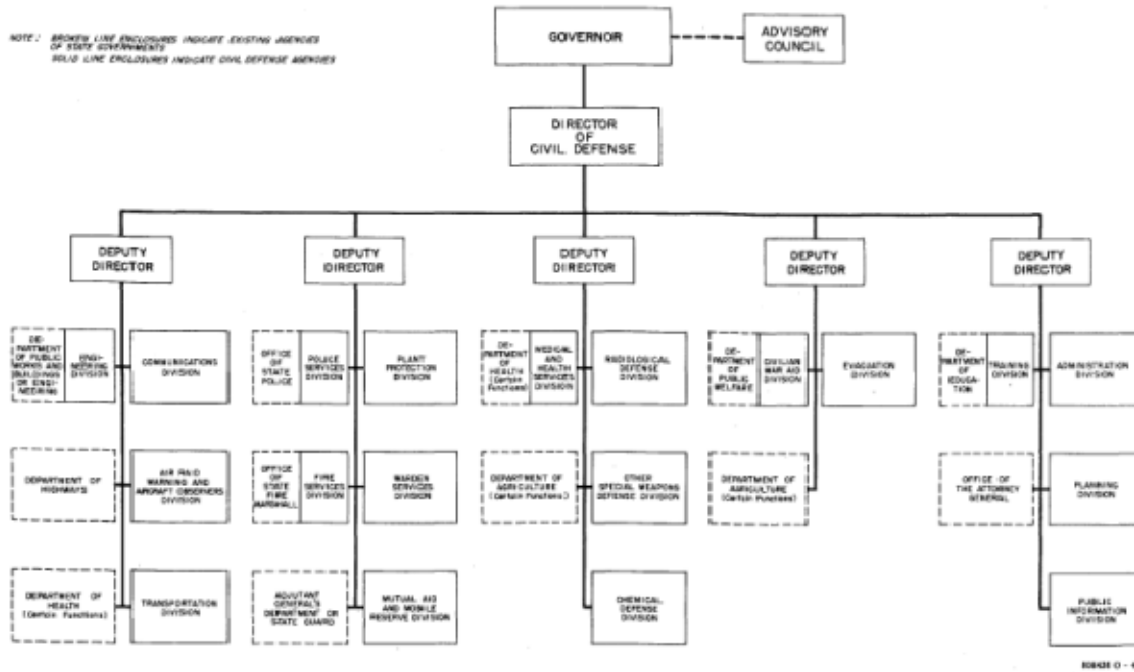 NOTE: BROKEN LINE ENCLOSURES INDICATE EXISTING AGENCIES
OF STATE GOVERNMENTS
SOLID LINE ENCLOSURES INDICATE CIVIL DEFENSE AGENCIES
GOVERNOR
ADVISORY
COUNCIL
DIRECTOR
OF
CIVIL DEFENSE
DEPUTY
DIRECTOR
DEPUTY
DIRECTOR
DEPUTY
DIRECTOR
DEPUTY
DIRECTOR
DEPUTY
DIRECTOR
DE-
PARTMENT
OF PUBLIC
WORKS AND
BUILDINGS
OR ENGI-
NEERING
ENGI-
NEERING
DIVISION
COMMUNICATIONS
DIVISION
OFFICE
OF STATE
POLICE
POLICE
SERVICES
DIVISION
PLANT
PROTECTION
DIVISION
DE-
PARTMENT
OF HEALTH
(Certain
Functions)
MEDICAL
AND
HEALTH
SERVICES
DIVISION
RADIOLOGICAL
DEFENSE
DIVISION
DE-
PARTMENT
OF PUBLIC
WELFARE
CIVILIAN
WAR AID
DIVISION
EVACUATION
DIVISION
DE-
PARTMENT
OF EDUCA-
TION
TRAINING
DIVISION
ADMINISTRATION
DIVISION
DEPARTMENT OF
HIGHWAYS
AIR RAID
WARNING AND
AIRCRAFT OBSERVERS
DIVISION
OFFICE
OF
STATE
FIRE
MARSHALL
FIRE
SERVICES
DIVISION
WARDEN
SERVICES
DIVISION
DEPARTMENT OF
AGRICULTURE
(Certain Functions)
OTHER
SPECIAL WEAPONS
DEFENSE DIVISION
DEPARTMENT OF
AGRICULTURE
(Certain Functions)
OFFICE OF
THE ATTORNEY
GENERAL
PLANNING
DIVISION
DEPARTMENT OF
HEALTH
(Certain Functions)
TRANSPORTATION
DIVISION
ADJUTANT
GENERAL'S
DEPARTMENT OR
STATE GUARD
MUTUAL AID
AND MOBILE
RESERVE DIVISION
CHEMICAL
DEFENSE
DIVISION
PUBLIC
INFORMATION
DIVISION